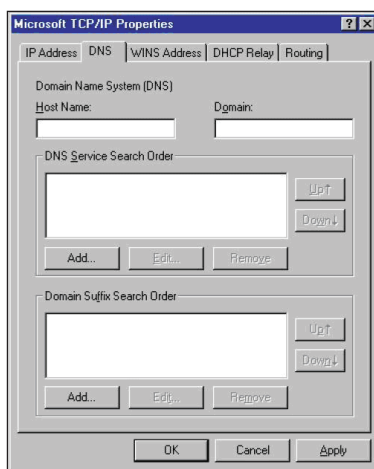 Microsoft TCP/IP Properties
IP Address DNS WINS Address DHCP Relay Routing
Domain Name System (DNS)
Host Name: Domain:
DNS Service Search Order
Up↑
Down↓
Add... Edit... Remove
Domain Suffix Search Order
Up↑
Down↓
Add... Edit... Remove
OK Cancel Apply